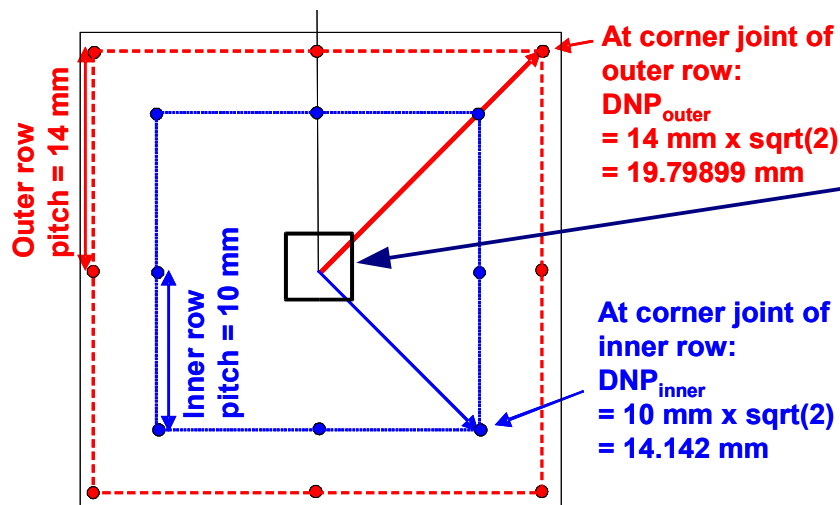 At corner joint of
outer row:
DNPouter
= 14 mm x sqrt(2)
= 19.79899 mm
Outer row
pitch = 14 mm
Inner row
pitch = 10 mm
At corner joint of
inner row:
DNPinner
= 10 mm x sqrt(2)
= 14.142 mm